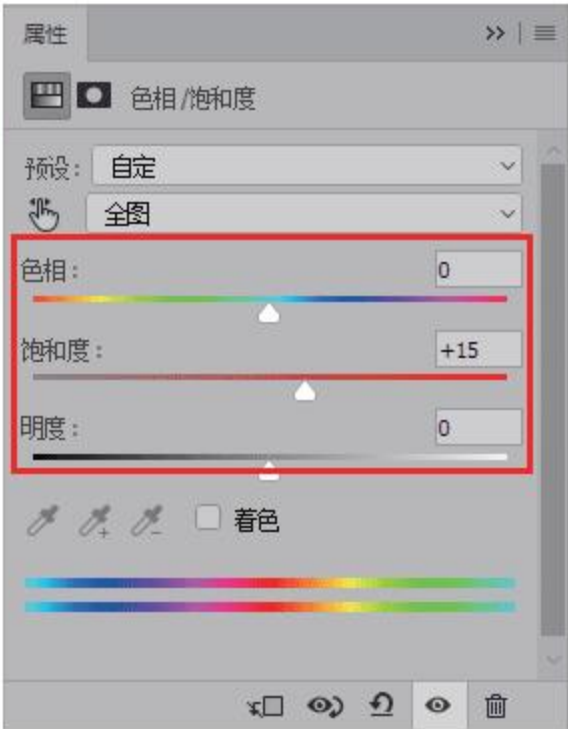 属性
色相/饱和度
预设：自定
全图
色相：0
饱和度：+15
明度：0
着色